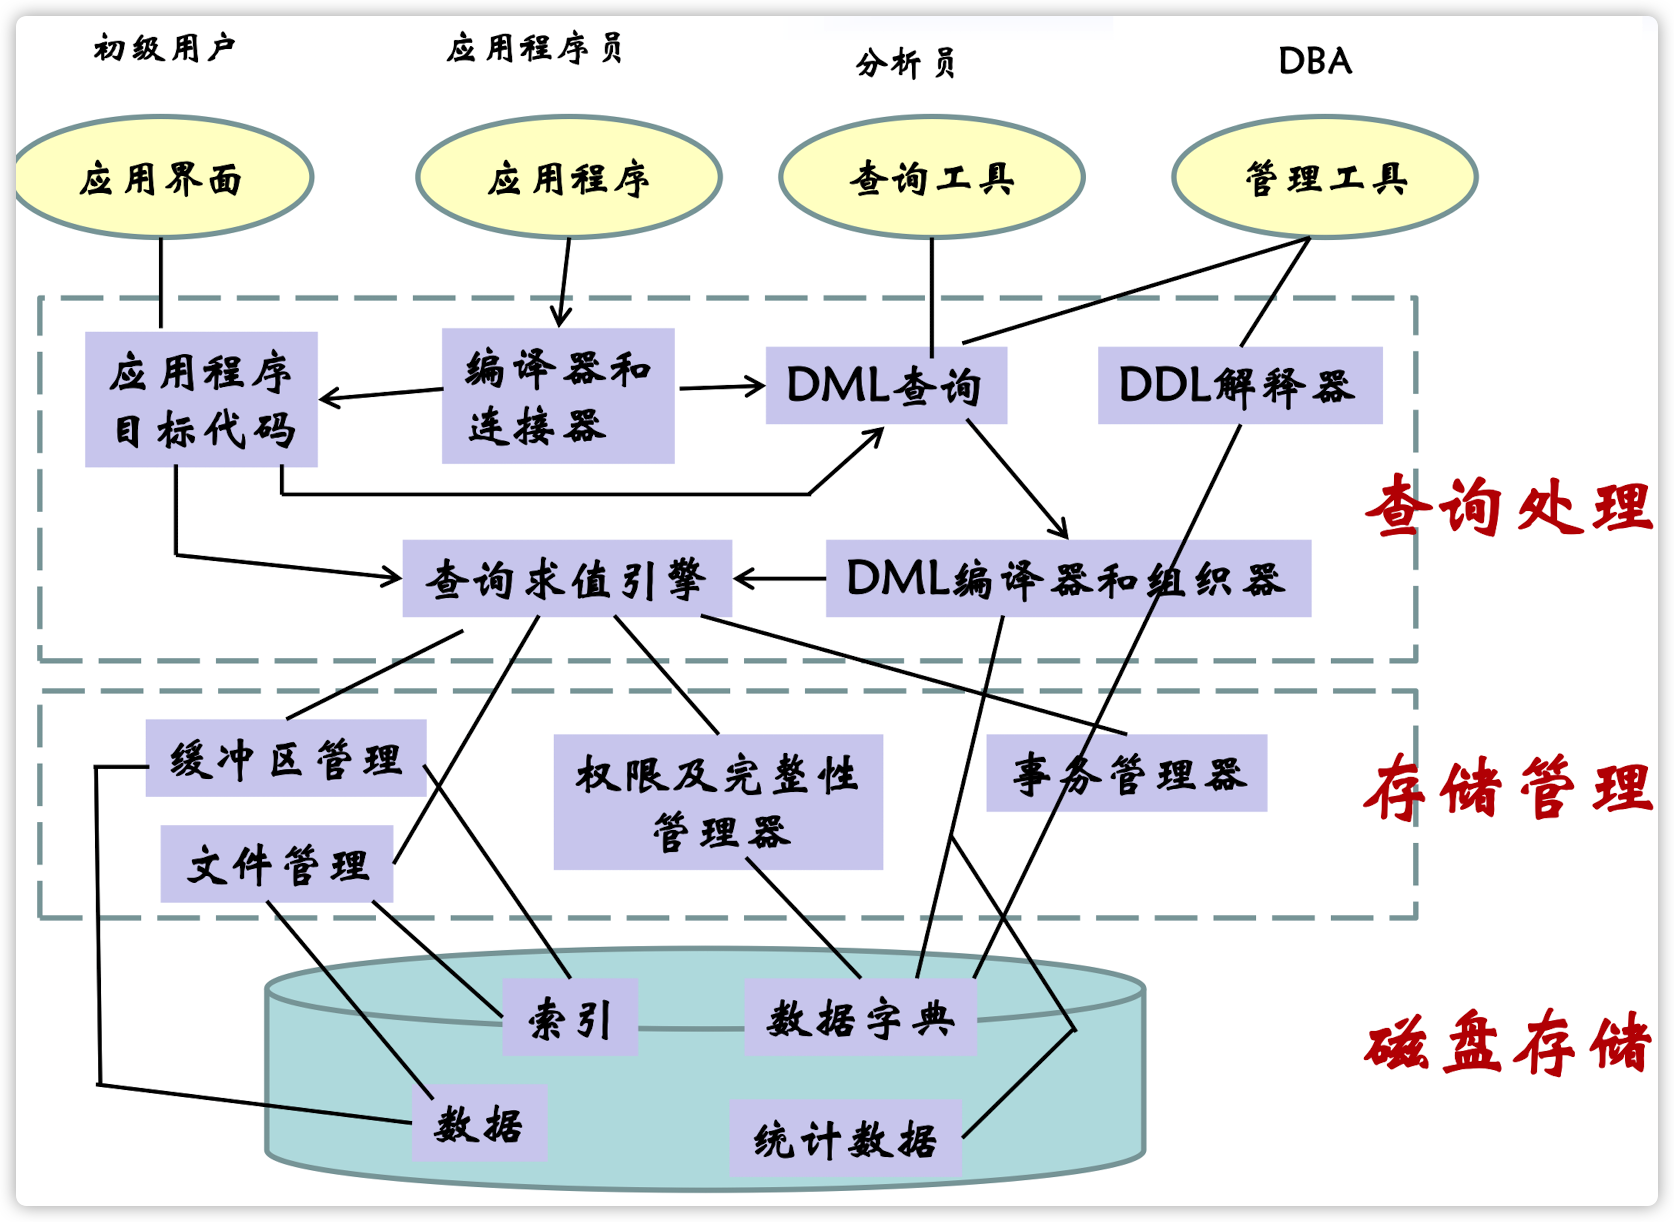 初级用户
应用程序员
分析员
DBA
应用界面
应用程序
查询工具
管理工具
应用程序
目标代码
编译器和
连接器
DML查询
DDL解释器
查询处理
查询求值引擎
DML编译器和组织器
缓冲区管理
权限及完整性
管理器
事务管理器
存储管理
文件管理
索引
数据字典
磁盘存储
数据
统计数据